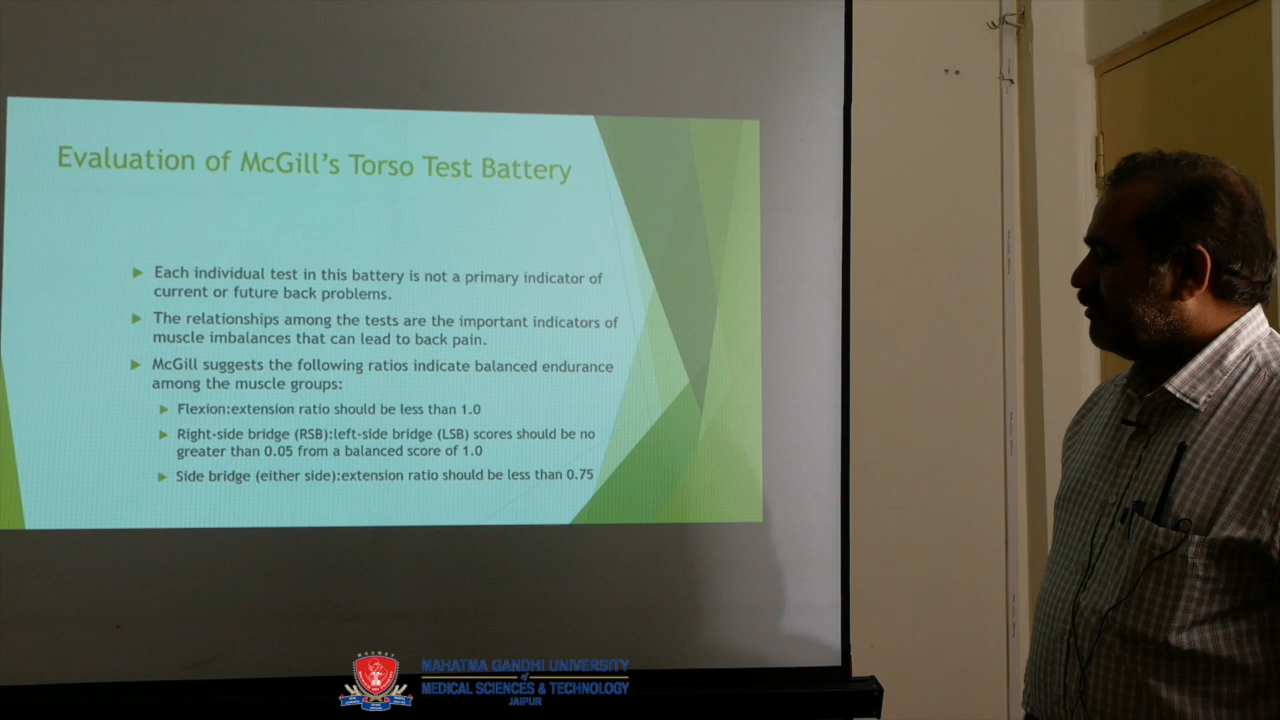 Evaluation of McGill's Torso Test Battery
Each individual test in this battery is not a primary indicator of
current or future back problems.
The relationships among the tests are the important indicators of
muscle imbalances that can lead to back pain.
McGill suggests the following ratios indicate balanced endurance
among the muscle groups:
Flexion:extension ratio should be less than 1.0
Right-side bridge (RSB):left-side bridge (LSB) scores should be no
greater than 0.05 from a balanced score of 1.0
Side bridge (either side):extension ratio should be less than 0.75
MAHATMA GANDHI UNIVERSITY
of
MEDICAL SCIENCES & TECHNOLOGY
JAIPUR